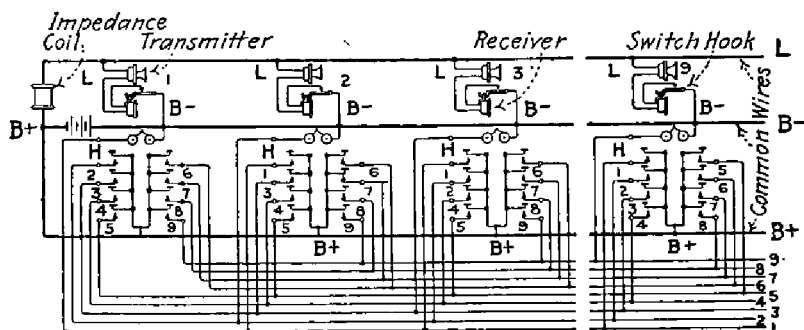 Impedance Coil
Transmitter
Receiver
Switch Hook
L
L 1
L 2
L 3
L 9
B-
B-
B-
B-
B+
B-
Common Wires
H
H
H
H
2 6
3 7
4 8
5 9
1 6
3 7
4 8
5 9
1 6
2 7
4 8
5 9
1 5
2 6
3 7
4 8
B+
B+
B+
B+
9
8
7
6
5
4
3
2
1